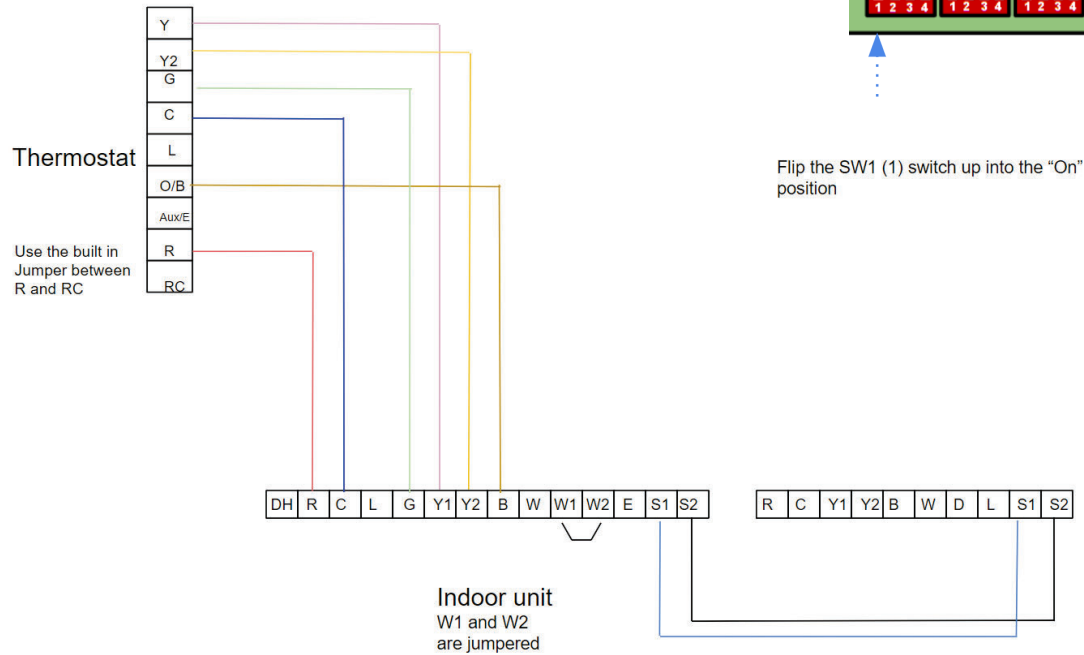 1 2 3 4 1 2 3 4 1 2 3 4
Y
Y2
G
C
L
O/B
Aux/E
R
RC
Thermostat
Use the built in
Jumper between
R and RC
Flip the SW1 (1) switch up into the “On”
position
DH R C L G Y1 Y2 B W W1 W2 E S1 S2
R C Y1 Y2 B W D L S1 S2
Indoor unit
W1 and W2
are jumpered